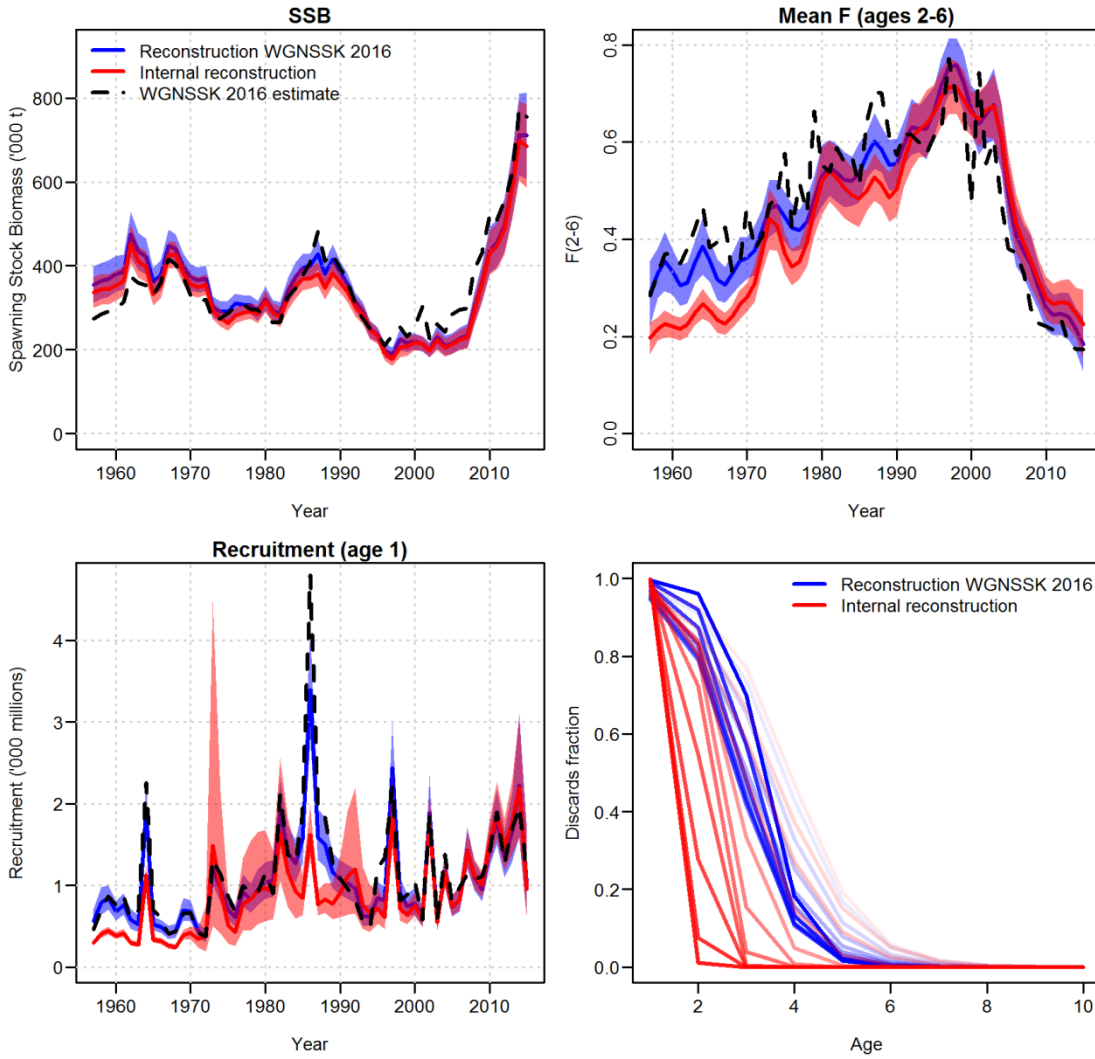 SSB
Reconstruction WGNSSK 2016
Internal reconstruction
WGNSSK 2016 estimate
Spawning Stock Biomass ('000 t)
800
600
400
200
0
1960 1970 1980 1990 2000 2010
Year
Mean F (ages 2-6)
F(2-6)
0.8
0.6
0.4
0.2
0.0
1960 1970 1980 1990 2000 2010
Year
Recruitment (age 1)
Recruitment ('000 millions)
4
3
2
1
0
1960 1970 1980 1990 2000 2010
Year
Reconstruction WGNSSK 2016
Internal reconstruction
Discards fraction
1.0
0.8
0.6
0.4
0.2
0.0
2 4 6 8 10
Age